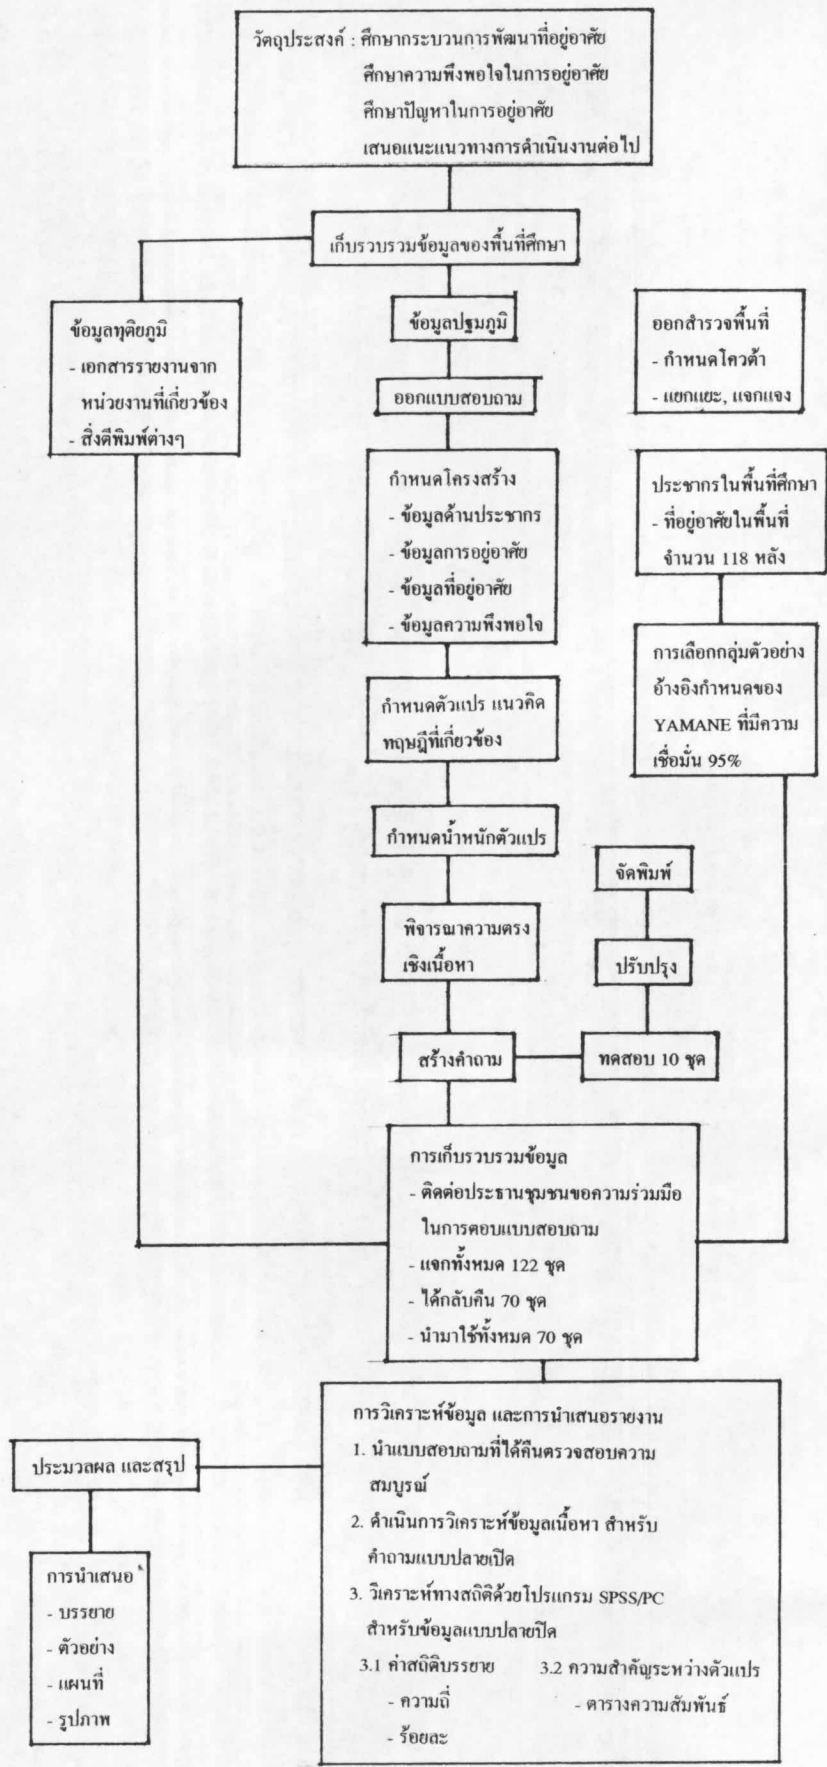 วัตถุประสงค์ : ศึกษากระบวนการพัฒนาที่อยู่อาศัย
ศึกษาความพึงพอใจในการอยู่อาศัย
ศึกษาปัญหาในการอยู่อาศัย
เสนอแนะแนวทางการดำเนินงานต่อไป
เก็บรวบรวมข้อมูลของพื้นที่ศึกษา
ข้อมูลทุติยภูมิ
- เอกสารรายงานจาก
หน่วยงานที่เกี่ยวข้อง
- สิ่งตีพิมพ์ต่างๆ
ข้อมูลปฐมภูมิ
ออกแบบสอบถาม
กำหนดโครงสร้าง
- ข้อมูลด้านประชากร
- ข้อมูลการอยู่อาศัย
- ข้อมูลที่อยู่อาศัย
- ข้อมูลความพึงพอใจ
กำหนดตัวแปร แนวคิด
ทฤษฎีที่เกี่ยวข้อง
กำหนดน้ำหนักตัวแปร
พิจารณาความตรง
เชิงเนื้อหา
สร้างคำถาม
ทดสอบ 10 ชุด
ปรับปรุง
จัดพิมพ์
ออกสำรวจพื้นที่
- กำหนดโควต้า
- แยกแยะ, แจกแจง
ประชากรในพื้นที่ศึกษา
- ที่อยู่อาศัยในพื้นที่
จำนวน 118 หลัง
การเลือกกลุ่มตัวอย่าง
อ้างอิงกำหนดของ
YAMANE ที่มีความ
เชื่อมั่น 95%
การเก็บรวบรวมข้อมูล
- ติดต่อประธานชุมชนขอความร่วมมือ
ในการตอบแบบสอบถาม
- แจกทั้งหมด 122 ชุด
- ได้กลับคืน 70 ชุด
- นำมาใช้ทั้งหมด 70 ชุด
การวิเคราะห์ข้อมูล และการนำเสนอรายงาน
1. นำแบบสอบถามที่ได้คืนตรวจสอบความ
สมบูรณ์
2. ดำเนินการวิเคราะห์ข้อมูลเนื้อหา สำหรับ
คำถามแบบปลายเปิด
3. วิเคราะห์ทางสถิติด้วยโปรแกรม SPSS/PC
สำหรับข้อมูลแบบปลายปิด
3.1 ค่าสถิติบรรยาย
- ความถี่
- ร้อยละ
3.2 ความสำคัญระหว่างตัวแปร
- ตารางความสัมพันธ์
ประมวลผล และสรุป
การนำเสนอ
- บรรยาย
- ตัวอย่าง
- แผนที่
- รูปภาพ